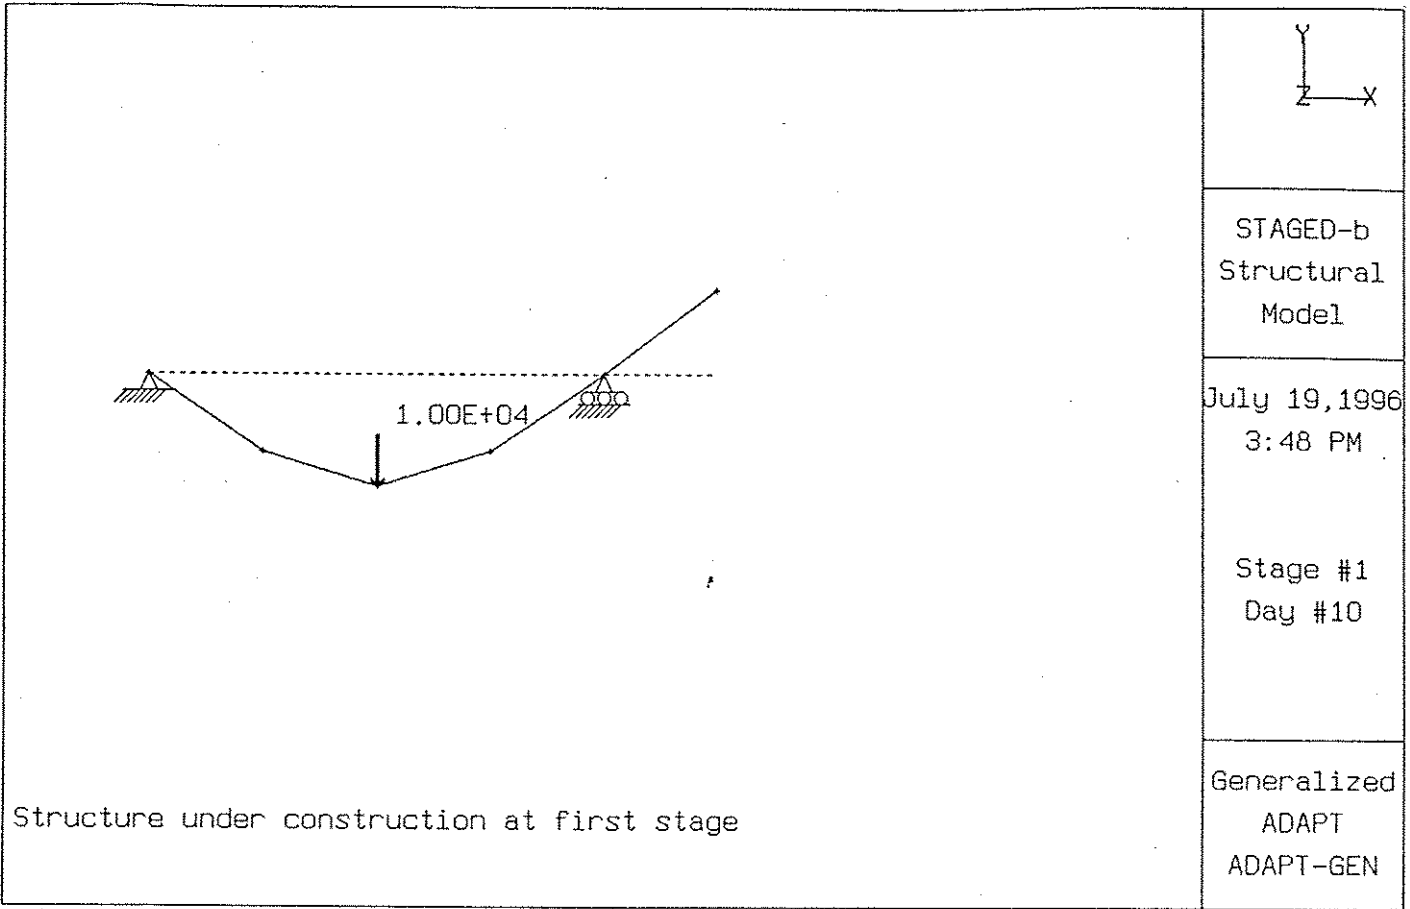 Y
Z X
STAGED-b
Structural
Model
July 19,1996
3:48 PM
1.00E+04
Stage #1
Day #10
Structure under construction at first stage
Generalized
ADAPT
ADAPT-GEN